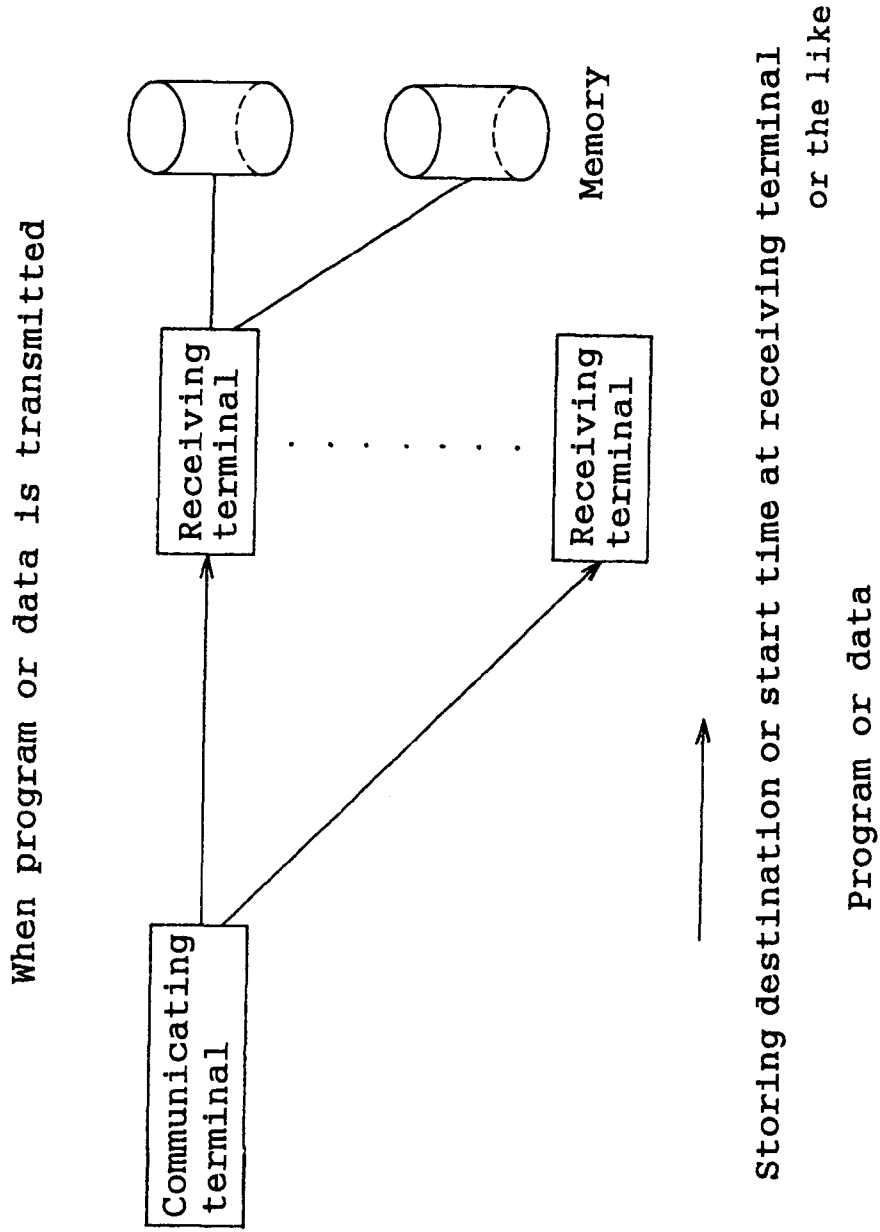 When program or data is transmitted
Communicating
terminal
Receiving
terminal
Receiving
terminal
Memory
Storing destination or start time at receiving terminal
or the like
Program or data